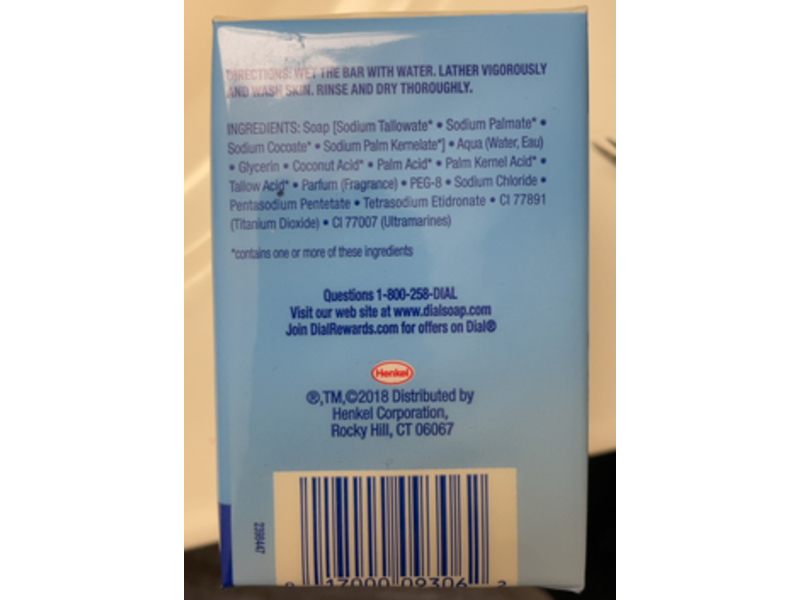 DIRECTIONS: WET THE BAR WITH WATER. LATHER VIGOROUSLY
AND WASH SKIN. RINSE AND DRY THOROUGHLY.
INGREDIENTS: Soap [Sodium Tallowate* • Sodium Palmate* •
Sodium Cocoate* • Sodium Palm Kernelate*] • Aqua (Water, Eau)
• Glycerin • Coconut Acid* • Palm Acid* • Palm Kernel Acid* •
Tallow Acid* • Parfum (Fragrance) • PEG-8 • Sodium Chloride •
Pentasodium Pentetate • Tetrasodium Etidronate • CI 77891
(Titanium Dioxide) • CI 77007 (Ultramarines)
*contains one or more of these ingredients
Questions 1-800-258-DIAL
Visit our web site at www.dialsoap.com
Join DialRewards.com for offers on Dial®
Henkel
®,TM,©2018 Distributed by
Henkel Corporation,
Rocky Hill, CT 06067
17000 09306